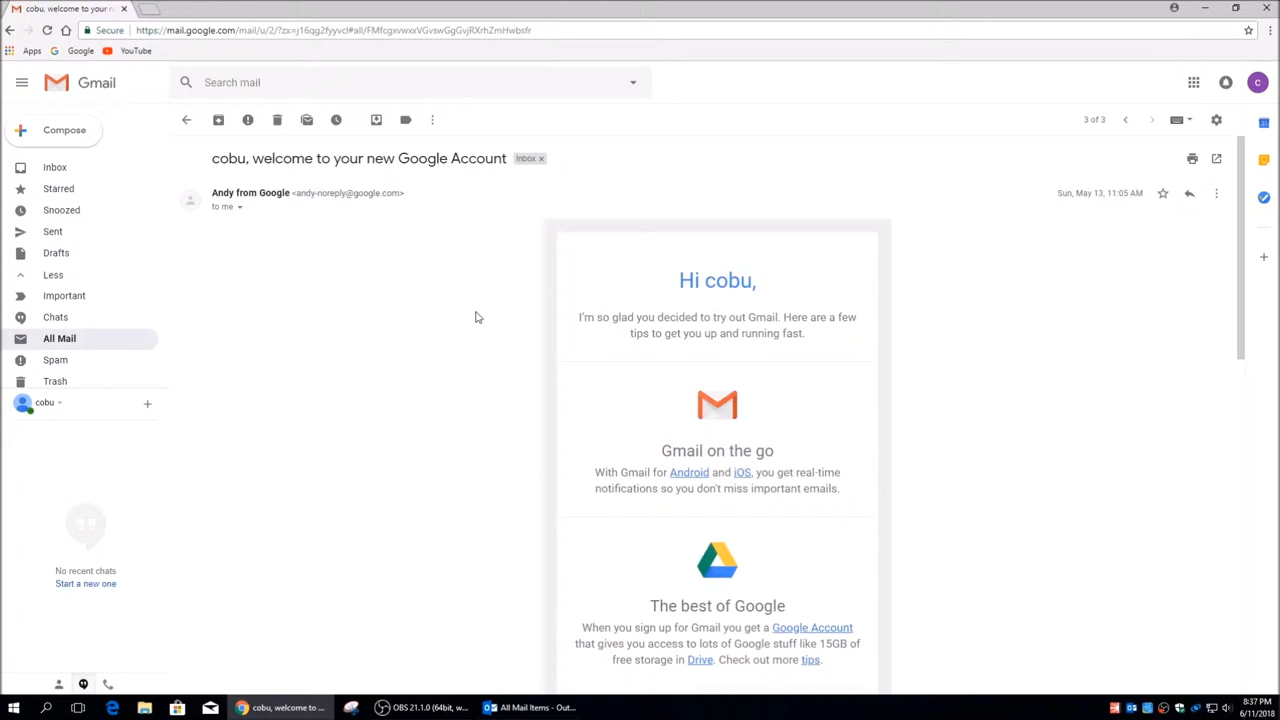 cobu, welcome to your n
Secure
https://mail.google.com/mail/u/2/?zx=j16qg2fyyvcl#all/FMfcgxvwxxVGvswGgGvjRXrhZmHwbsfr
Apps
Google
YouTube
Gmail
Search mail
Compose
3 of 3
cobu, welcome to your new Google Account
Inbox x
Inbox
Starred
Snoozed
Sent
Drafts
Less
Important
Chats
All Mail
Spam
Trash
cobu
No recent chats
Start a new one
Andy from Google <andy-noreply@google.com>
Sun, May 13, 11:05 AM
to me
C
Hi cobu,
I'm so glad you decided to try out Gmail. Here are a few
tips to get you up and running fast.
Gmail on the go
With Gmail for Android and iOS, you get real-time
notifications so you don't miss important emails.
The best of Google
When you sign up for Gmail you get a Google Account
that gives you access to lots of Google stuff like 15GB of
free storage in Drive. Check out more tips.
cobu, welcome to ...
OBS 21.1.0 (64bit, w...
All Mail Items - Out...
8:37 PM
6/11/2018